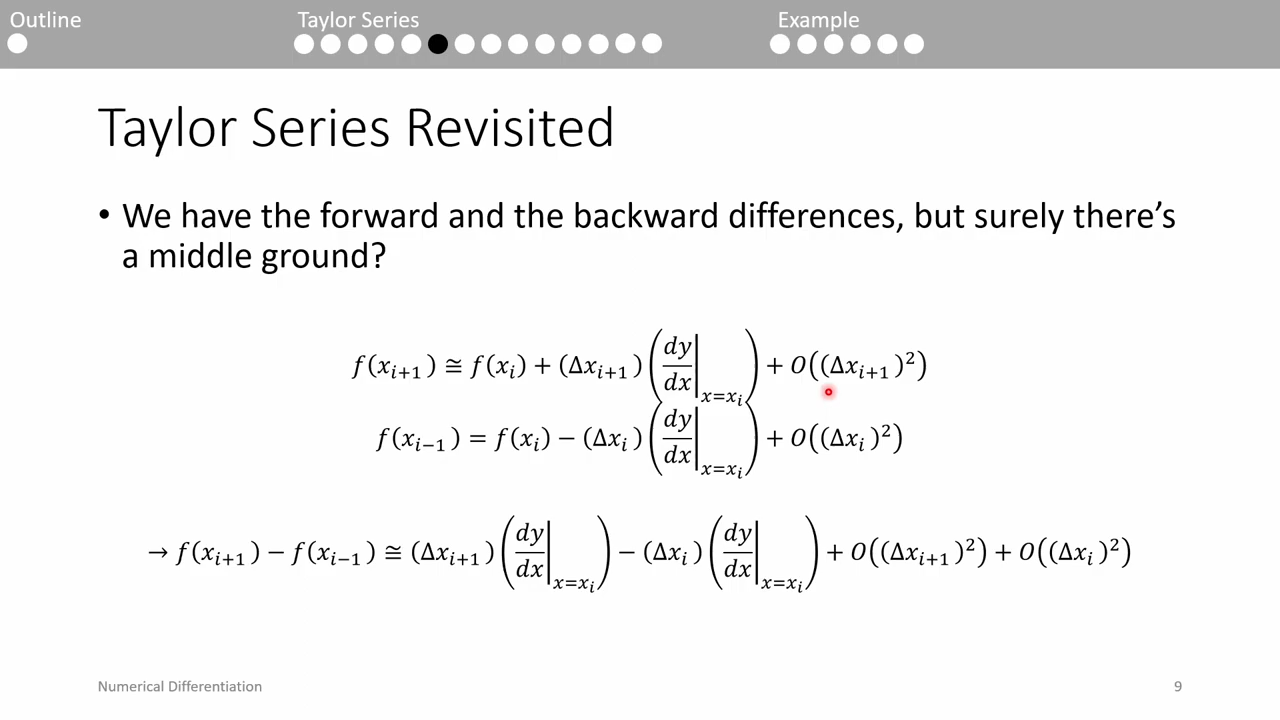 Outline
Taylor Series
Example
Taylor Series Revisited
• We have the forward and the backward differences, but surely there's
a middle ground?
f(x_{i+1}) ≅ f(x_i) + (Δx_{i+1}) (dy/dx|_{x=x_i}) + O((Δx_{i+1})^2)
f(x_{i−1}) = f(x_i) − (Δx_i) (dy/dx|_{x=x_i}) + O((Δx_i)^2)
→ f(x_{i+1}) − f(x_{i−1}) ≅ (Δx_{i+1}) (dy/dx|_{x=x_i}) − (Δx_i) (dy/dx|_{x=x_i}) + O((Δx_{i+1})^2) + O((Δx_i)^2)
Numerical Differentiation
9